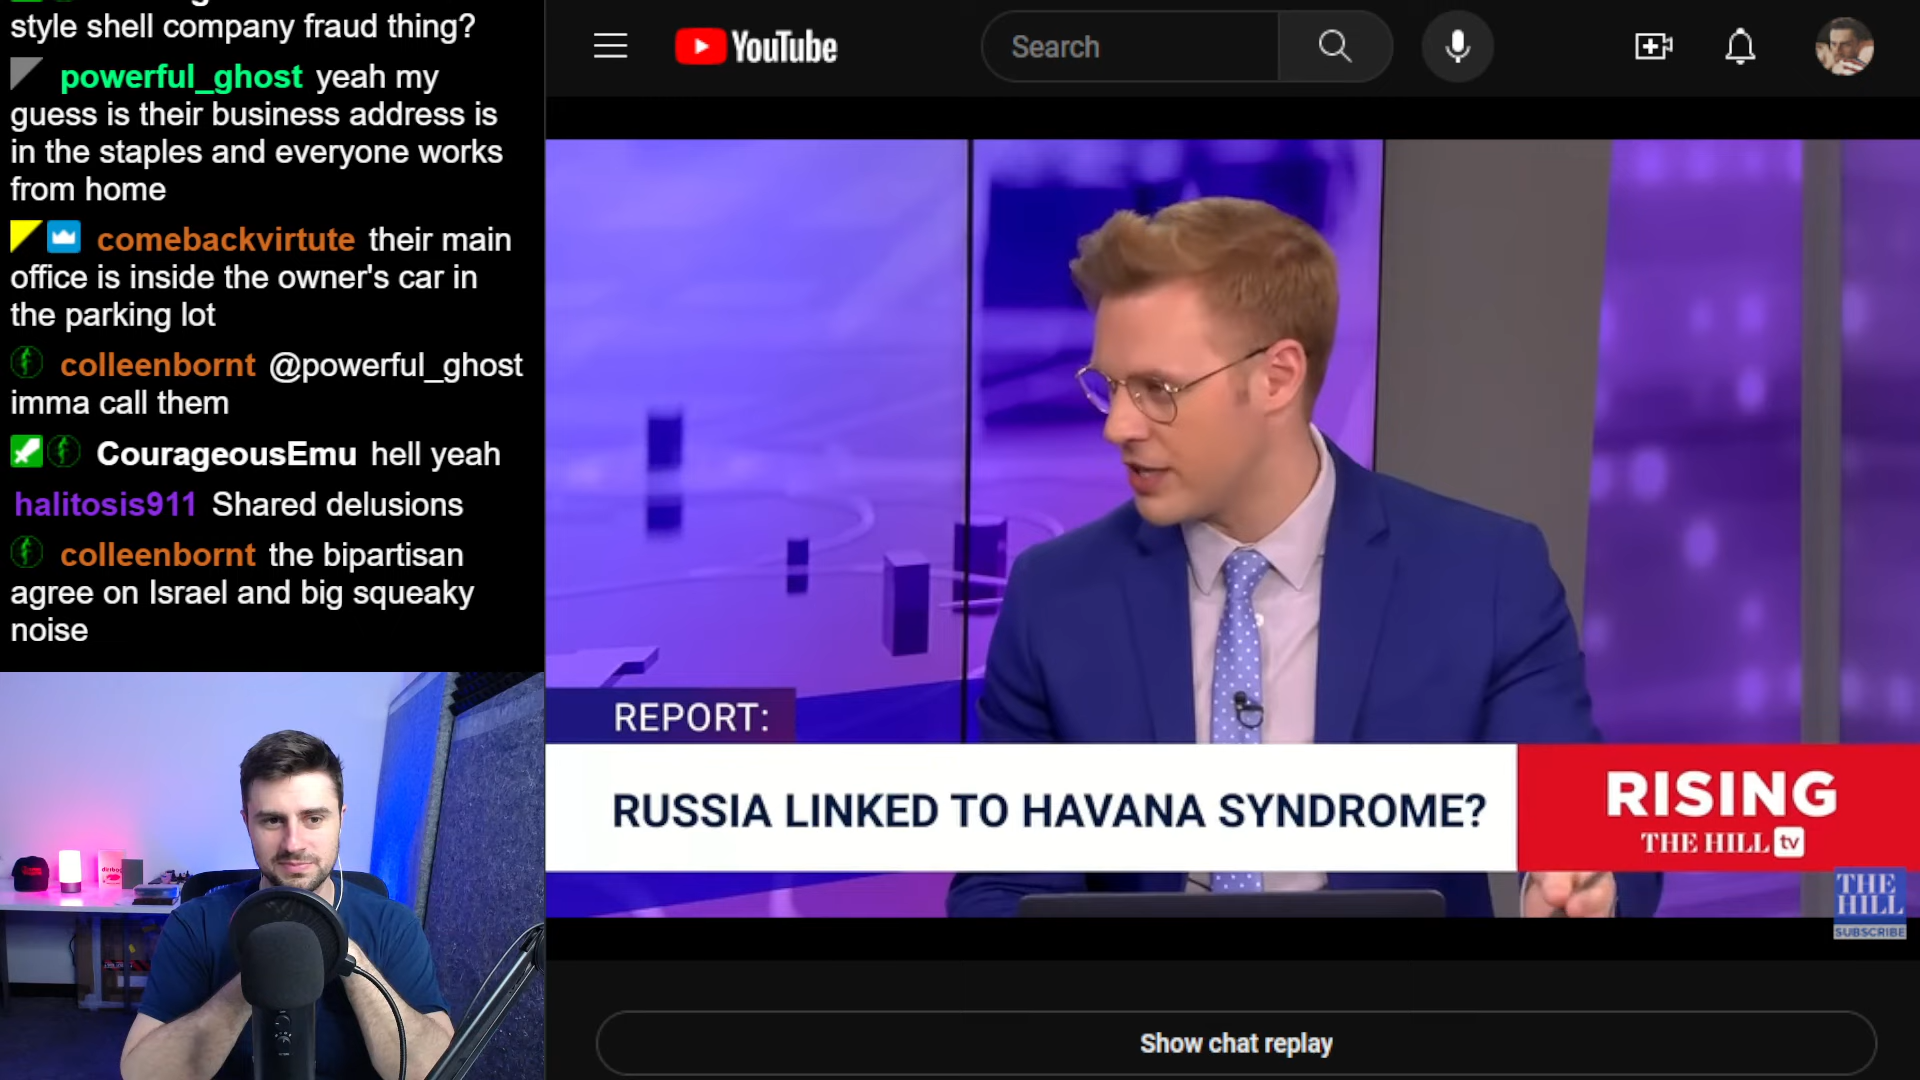 style shell company fraud thing?
powerful_ghost yeah my
guess is their business address is
in the staples and everyone works
from home
comebackvirtute their main
office is inside the owner's car in
the parking lot
colleenbornt @powerful_ghost
imma call them
CourageousEmu hell yeah
halitosis911 Shared delusions
colleenbornt the bipartisan
agree on Israel and big squeaky
noise
YouTube
Search
REPORT:
RUSSIA LINKED TO HAVANA SYNDROME?
RISING
THE HILL tv
THE
HILL
SUBSCRIBE
Show chat replay